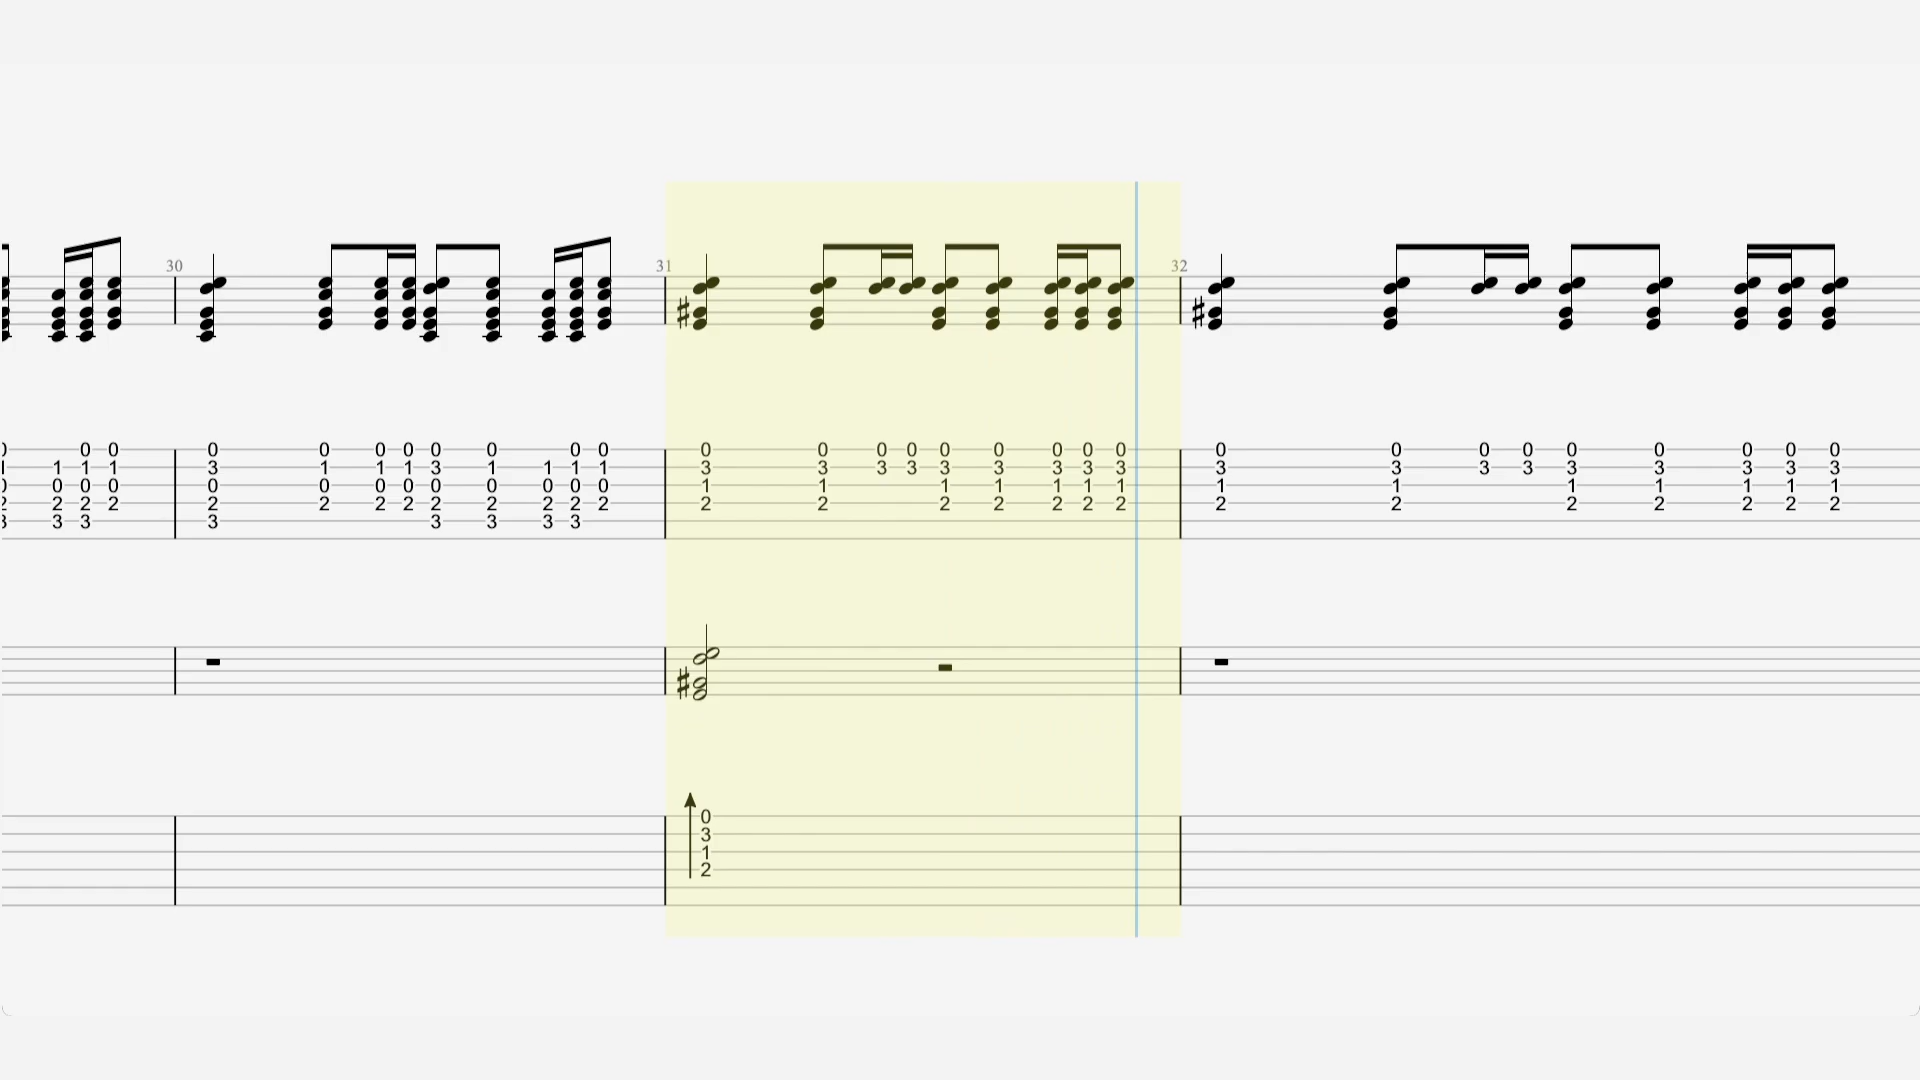 30 31 32
0 0 0 0 0 0 0 0 0 0 0 0 0 0 0 0 0 0 0 0 0 0 0 0 0 0 0 0
1 1 1 3 1 1 1 3 1 1 1 1 3 3 3 3 3 3 3 3 3 3 3 3 3 3 3 3 3 3
0 0 0 0 0 0 0 0 0 0 0 0 1 1 1 1 1 1 1 1 1 1 1 1 1 1
2 2 2 2 2 2 2 2 2 2 2 2 2 2 2 2 2 2 2 2 2 2 2 2 2 2
3 3 3 3 3 3 3
0
3
1
2